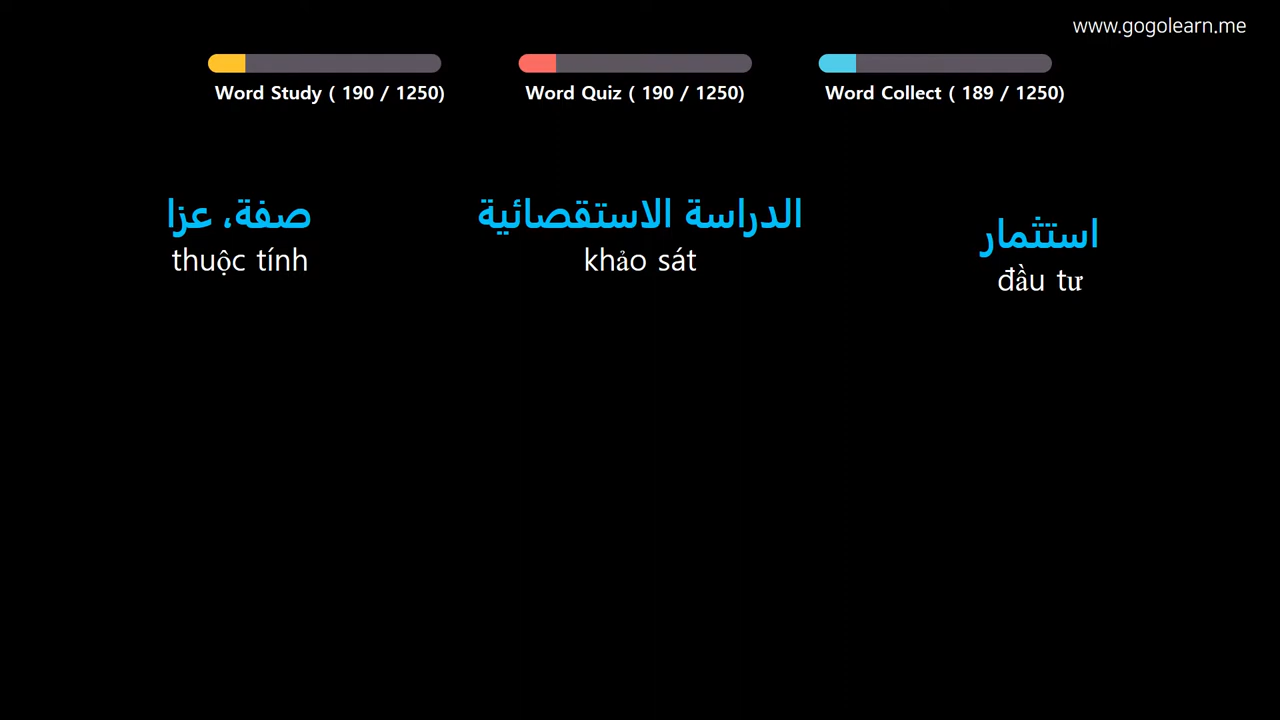 www.gogolearn.me
Word Study ( 190 / 1250)
Word Quiz ( 190 / 1250)
Word Collect ( 189 / 1250)
صفة، عزا
thuộc tính
الدراسة الاستقصائية
khảo sát
استثمار
đầu tư